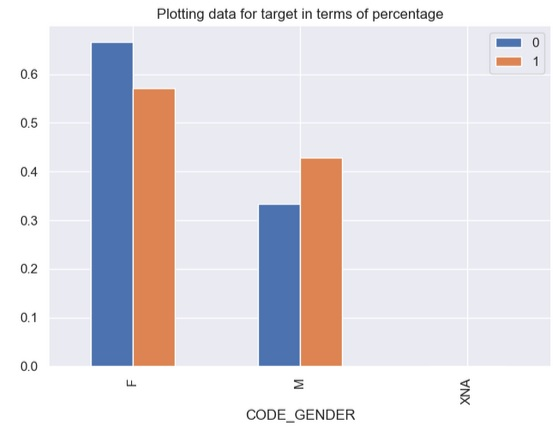 Plotting data for target in terms of percentage
0
1
0.6
0.5
0.4
0.3
0.2
0.1
0.0
F
M
XNA
CODE_GENDER